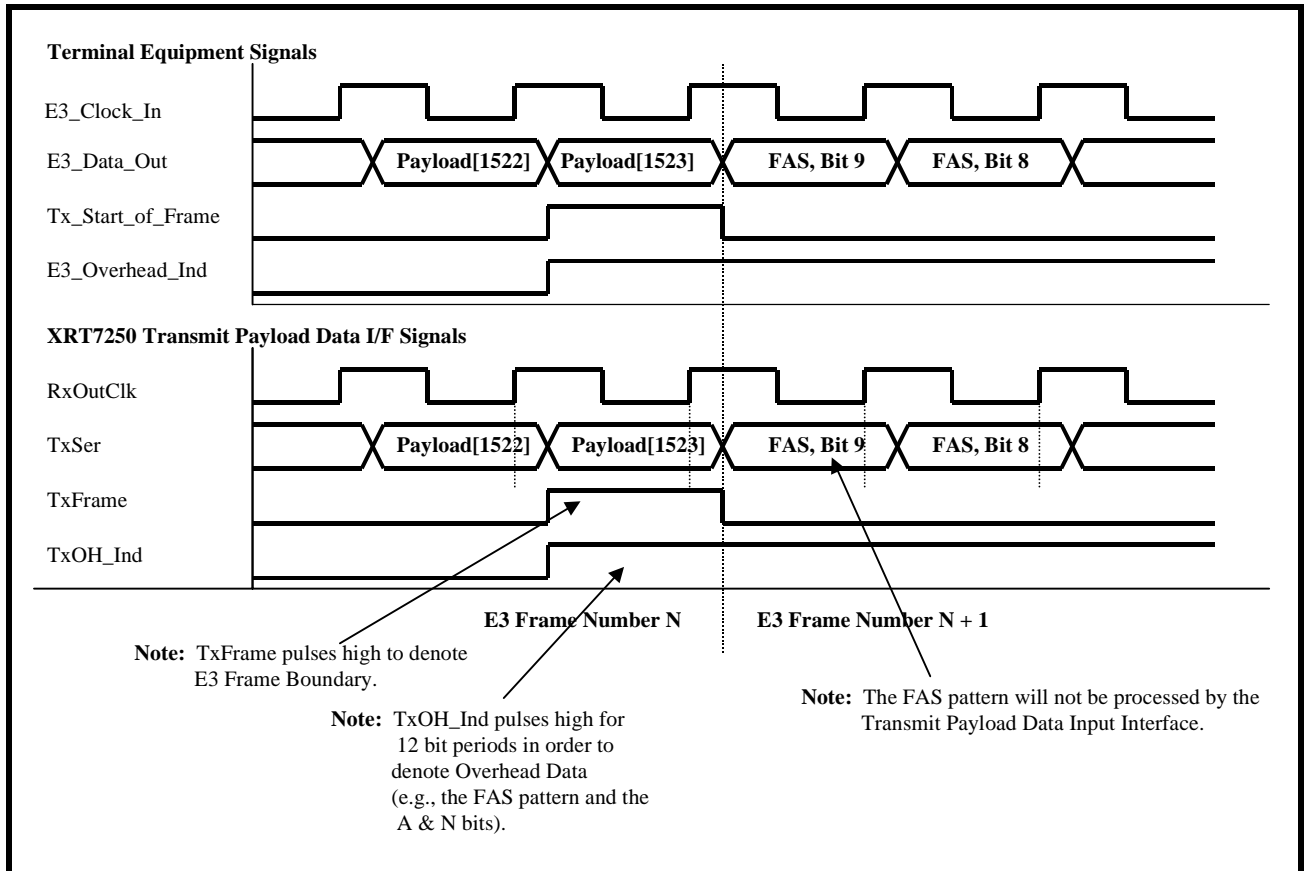 Terminal Equipment Signals
E3_Clock_In
E3_Data_Out
Payload[1522] Payload[1523] FAS, Bit 9 FAS, Bit 8
Tx_Start_of_Frame
E3_Overhead_Ind
XRT7250 Transmit Payload Data I/F Signals
RxOutClk
TxSer
Payload[1522] Payload[1523] FAS, Bit 9 FAS, Bit 8
TxFrame
TxOH_Ind
E3 Frame Number N E3 Frame Number N + 1
Note: TxFrame pulses high to denote
E3 Frame Boundary.
Note: TxOH_Ind pulses high for
12 bit periods in order to
denote Overhead Data
(e.g., the FAS pattern and the
A & N bits).
Note: The FAS pattern will not be processed by the
Transmit Payload Data Input Interface.